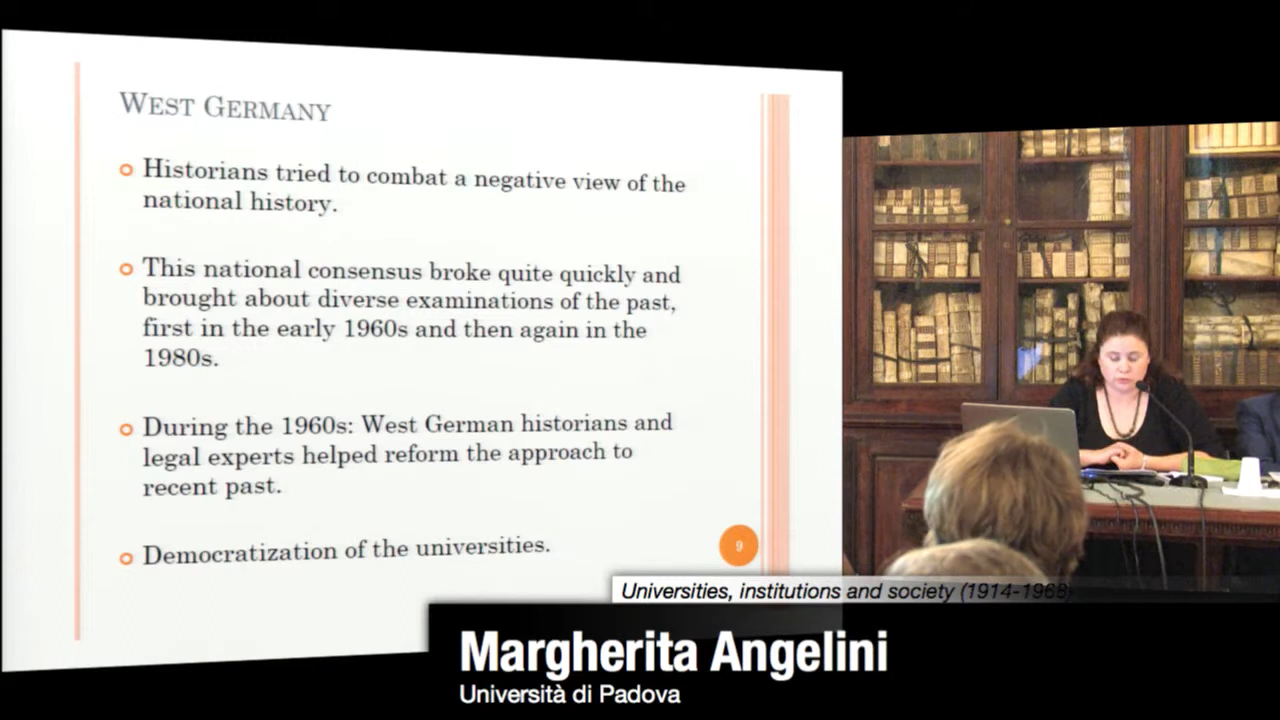 WEST GERMANY
Historians tried to combat a negative view of the
national history.
This national consensus broke quite quickly and
brought about diverse examinations of the past,
first in the early 1960s and then again in the
1980s.
During the 1960s: West German historians and
legal experts helped reform the approach to
recent past.
Democratization of the universities.
9
Universities, institutions and society (1914-1968)
Margherita Angelini
Università di Padova